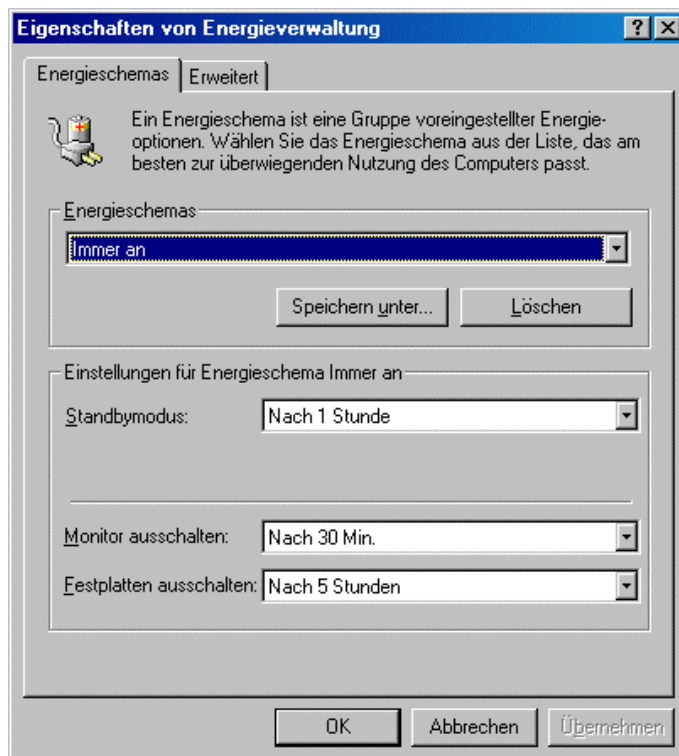 Eigenschaften von Energieverwaltung
Energieschemas
Erweitert
Ein Energieschema ist eine Gruppe voreingestellter Energie-
optionen. Wählen Sie das Energieschema aus der Liste, das am
besten zur überwiegenden Nutzung des Computers passt.
Energieschemas
Immer an
Speichern unter...
Löschen
Einstellungen für Energieschema Immer an
Standbymodus:
Nach 1 Stunde
Monitor ausschalten:
Nach 30 Min.
Festplatten ausschalten:
Nach 5 Stunden
OK
Abbrechen
Übernehmen